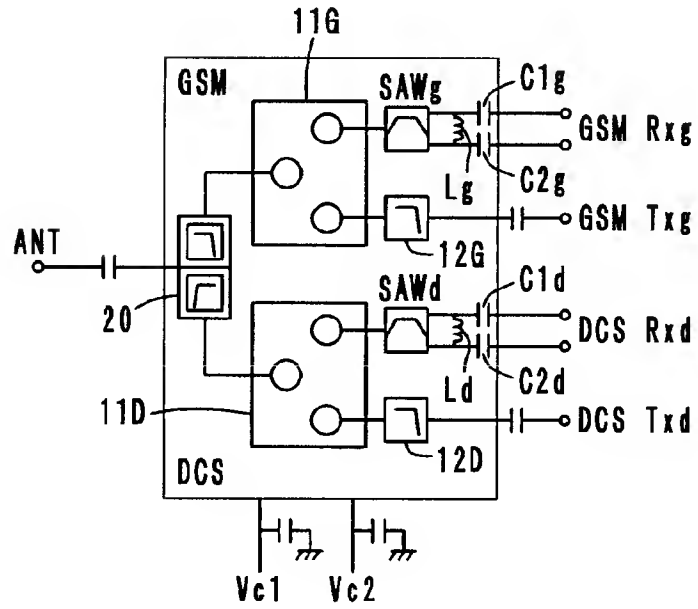 11G
GSM
SAWg
C1g
GSM Rxg
Lg
C2g
GSM Txg
12G
ANT
20
SAWd
C1d
DCS Rxd
Ld
C2d
11D
DCS Txd
12D
DCS
Vc1
Vc2